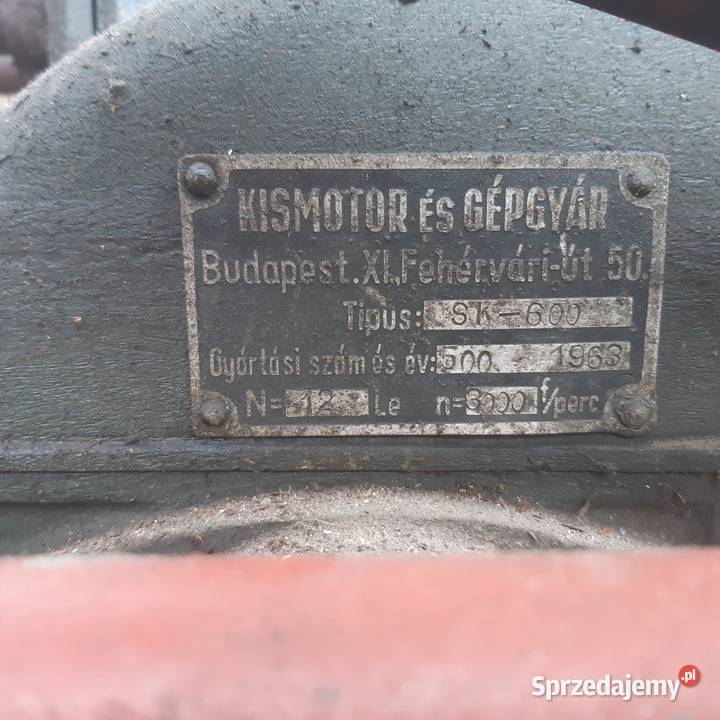 KISMOTOR és GÉPGYÁR
Budapest.XI.Fehérvári-út 50.
Tipus: SK-600
Gyártási szám és év: 500 1963
N= 12 Le n= 3000 f/perc
Sprzedajemy.pl